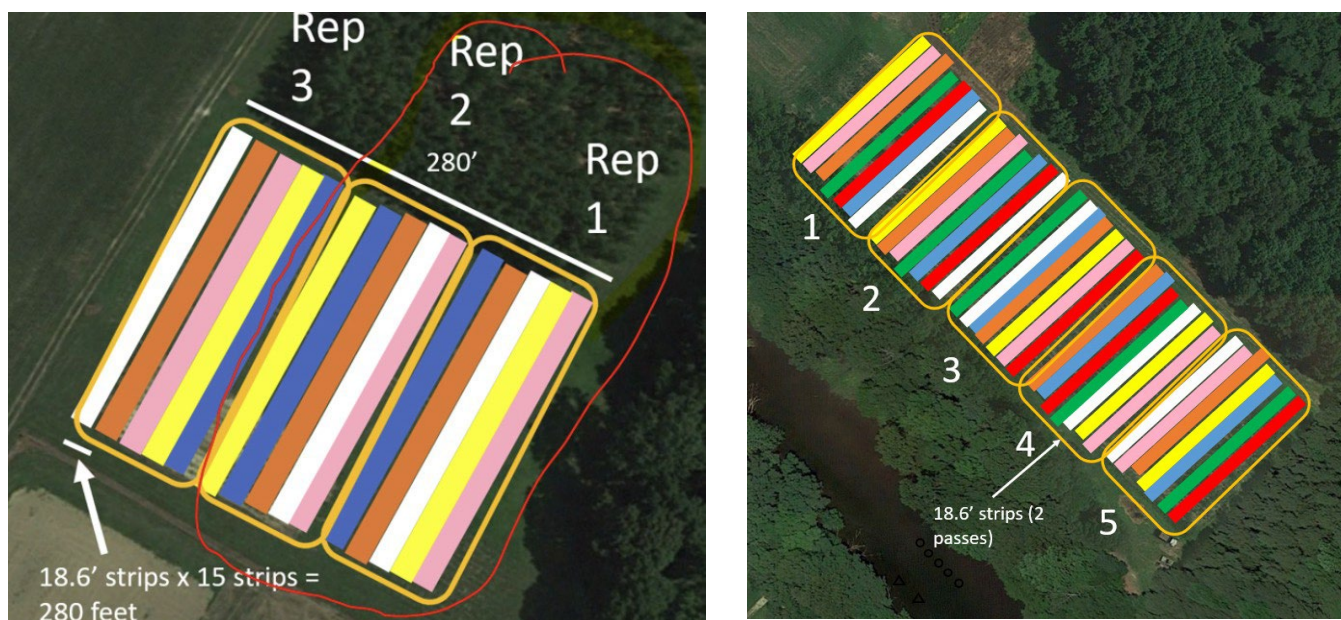 Rep
3
Rep
2
280’
Rep
1
18.6’ strips x 15 strips =
280 feet
1
2
3
4
18.6’ strips (2
passes)
5